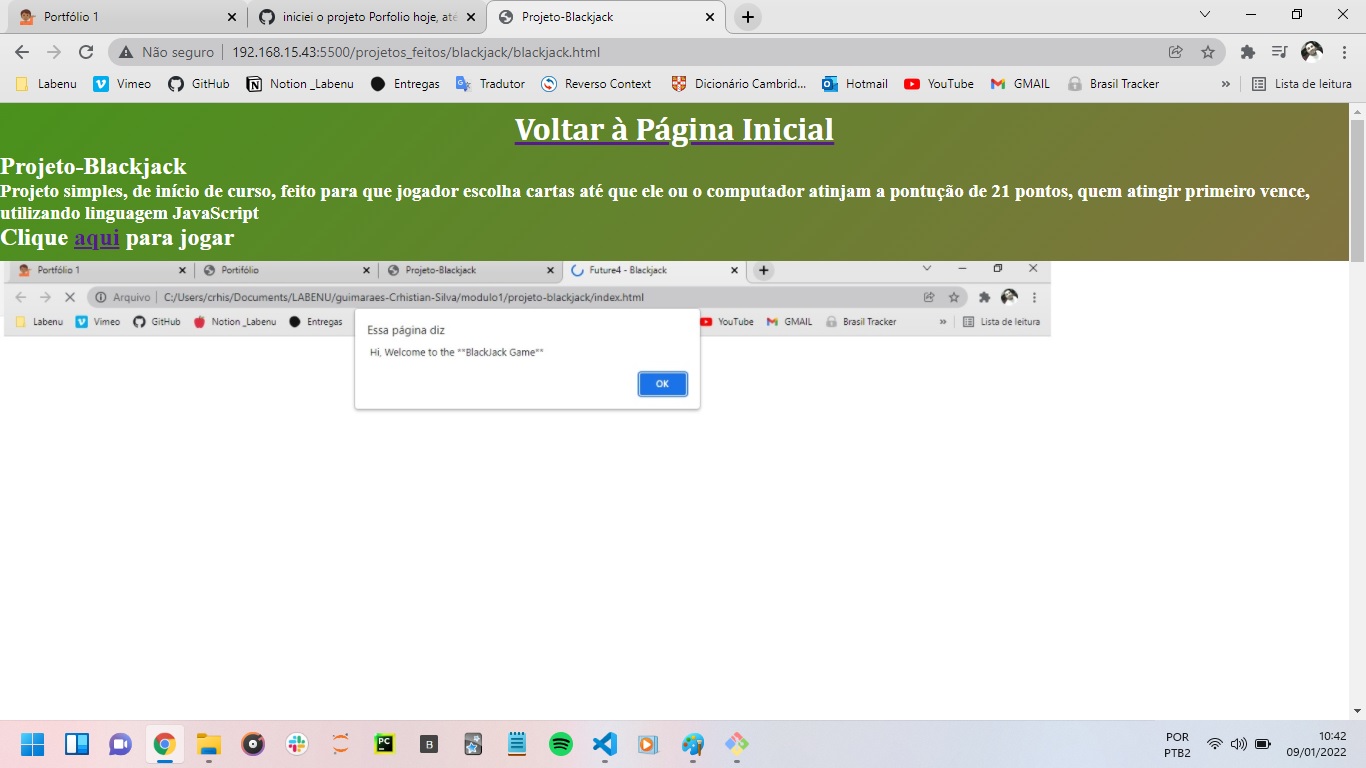 Portfólio 1
iniciei o projeto Porfolio hoje, até
Projeto-Blackjack
Não seguro
192.168.15.43:5500/projetos_feitos/blackjack/blackjack.html
Labenu
Vimeo
GitHub
Notion _Labenu
Entregas
Tradutor
Reverso Context
Dicionário Cambrid...
Hotmail
YouTube
GMAIL
Brasil Tracker
»
Lista de leitura
Voltar à Página Inicial
Projeto-Blackjack
Projeto simples, de início de curso, feito para que jogador escolha cartas até que ele ou o computador atinjam a pontução de 21 pontos, quem atingir primeiro vence,
utilizando linguagem JavaScript
Clique aqui para jogar
Portfólio 1
Portifólio
Projeto-Blackjack
Future4 - Blackjack
Arquivo
C:/Users/crhis/Documents/LABENU/guimaraes-Crhistian-Silva/modulo1/projeto-blackjack/index.html
Labenu
Vimeo
GitHub
Notion _Labenu
Entregas
YouTube
GMAIL
Brasil Tracker
»
Lista de leitura
Essa página diz
Hi, Welcome to the **BlackJack Game**
OK
PC
B
POR
PTB2
10:42
09/01/2022